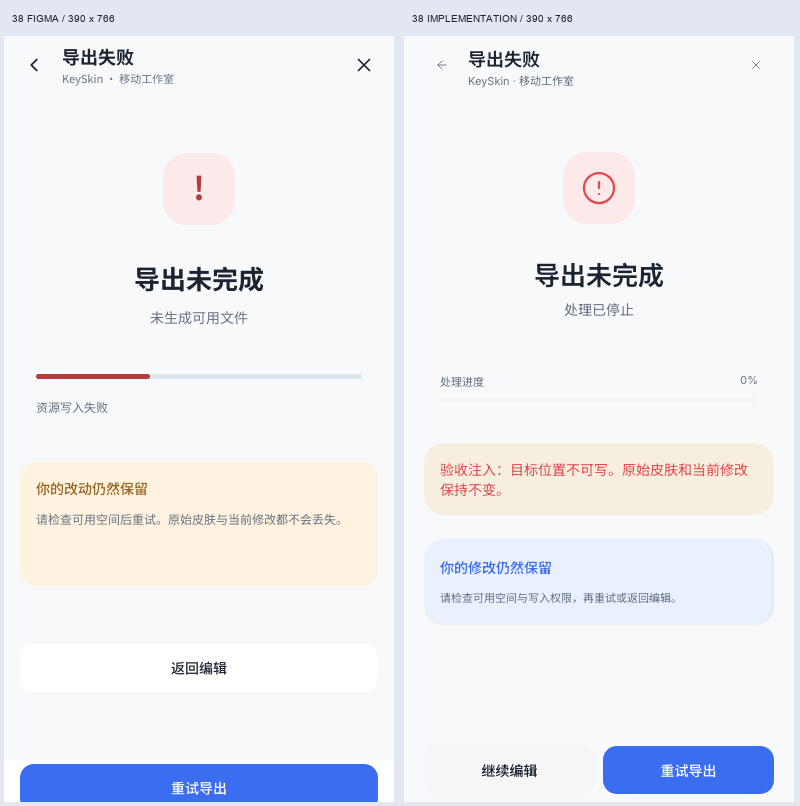 38 FIGMA / 390 x 766
导出失败
KeySkin • 移动工作室
!
导出未完成
未生成可用文件
资源写入失败
你的改动仍然保留
请检查可用空间后重试。原始皮肤与当前修改都不会丢失。
返回编辑
重试导出
38 IMPLEMENTATION / 390 x 766
导出失败
KeySkin · 移动工作室
导出未完成
处理已停止
处理进度 0%
验收注入：目标位置不可写。原始皮肤和当前修改
保持不变。
你的修改仍然保留
请检查可用空间与写入权限，再重试或返回编辑。
继续编辑 重试导出